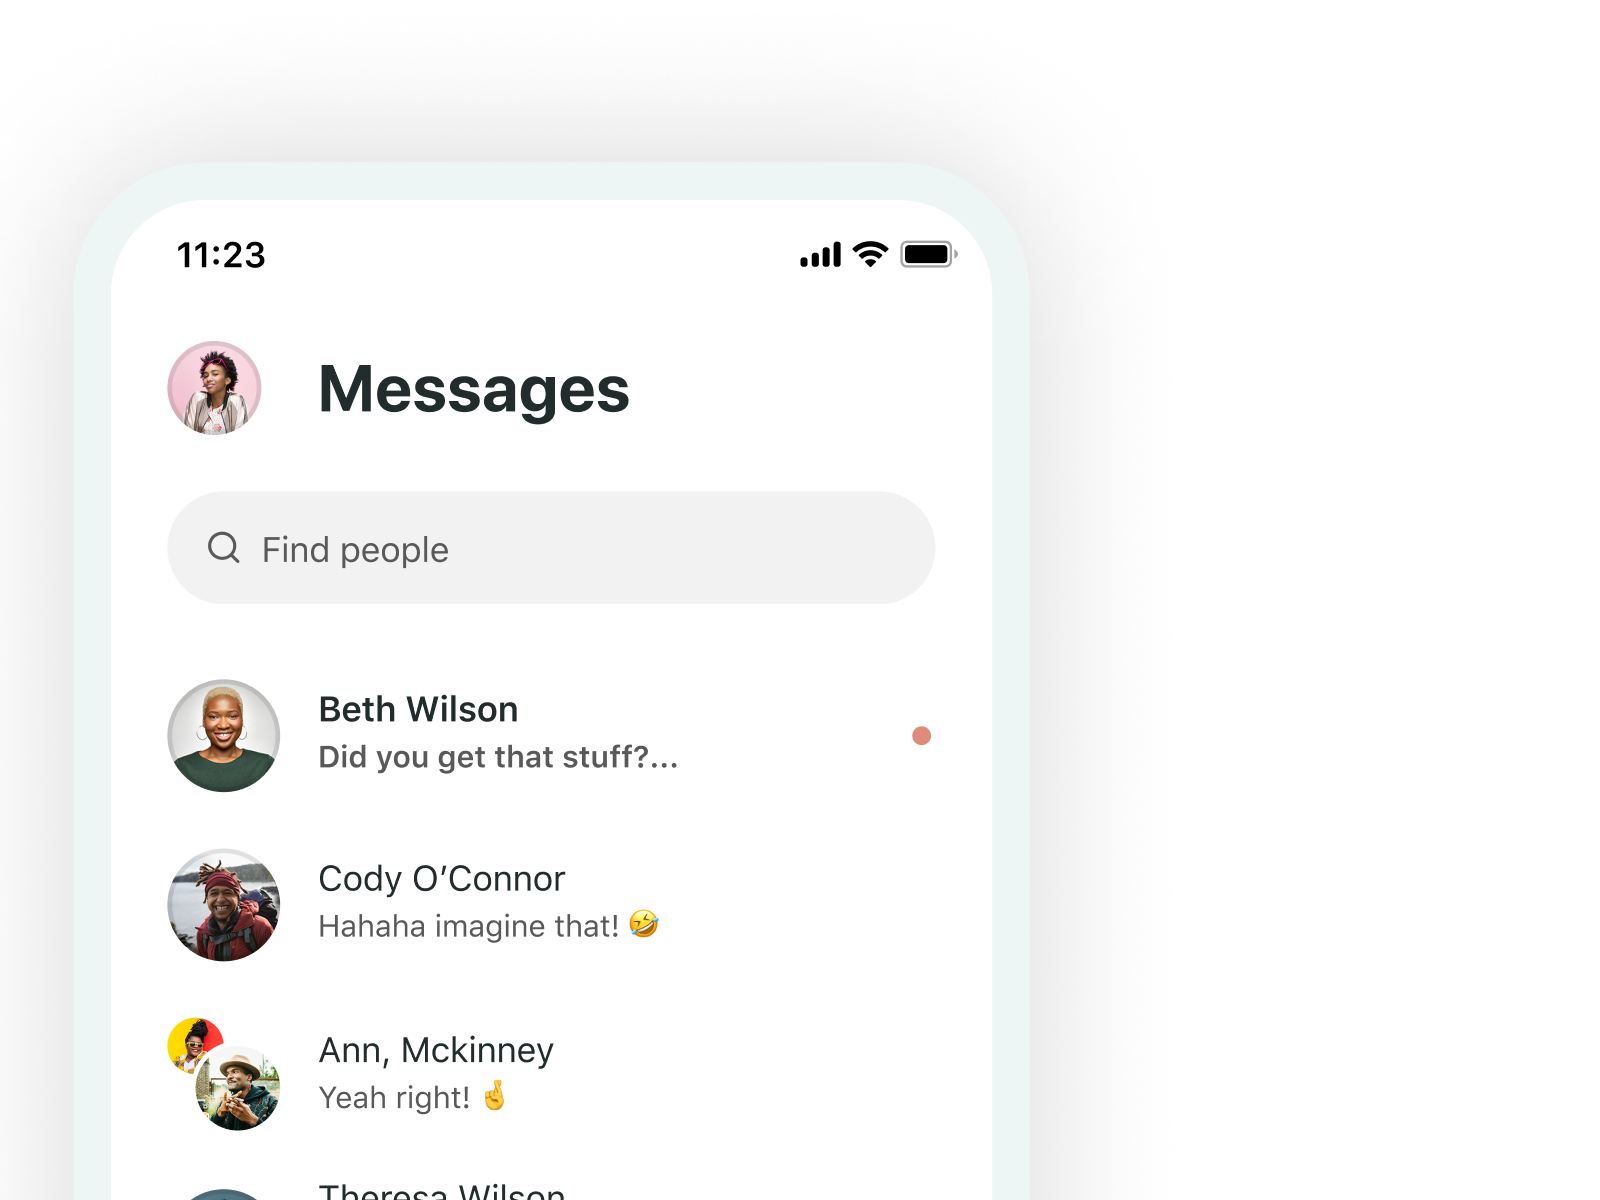 11:23
Messages
Find people
Beth Wilson
Did you get that stuff?...
Cody O’Connor
Hahaha imagine that! 🤣
Ann, Mckinney
Yeah right! 🤞
Theresa Wilson